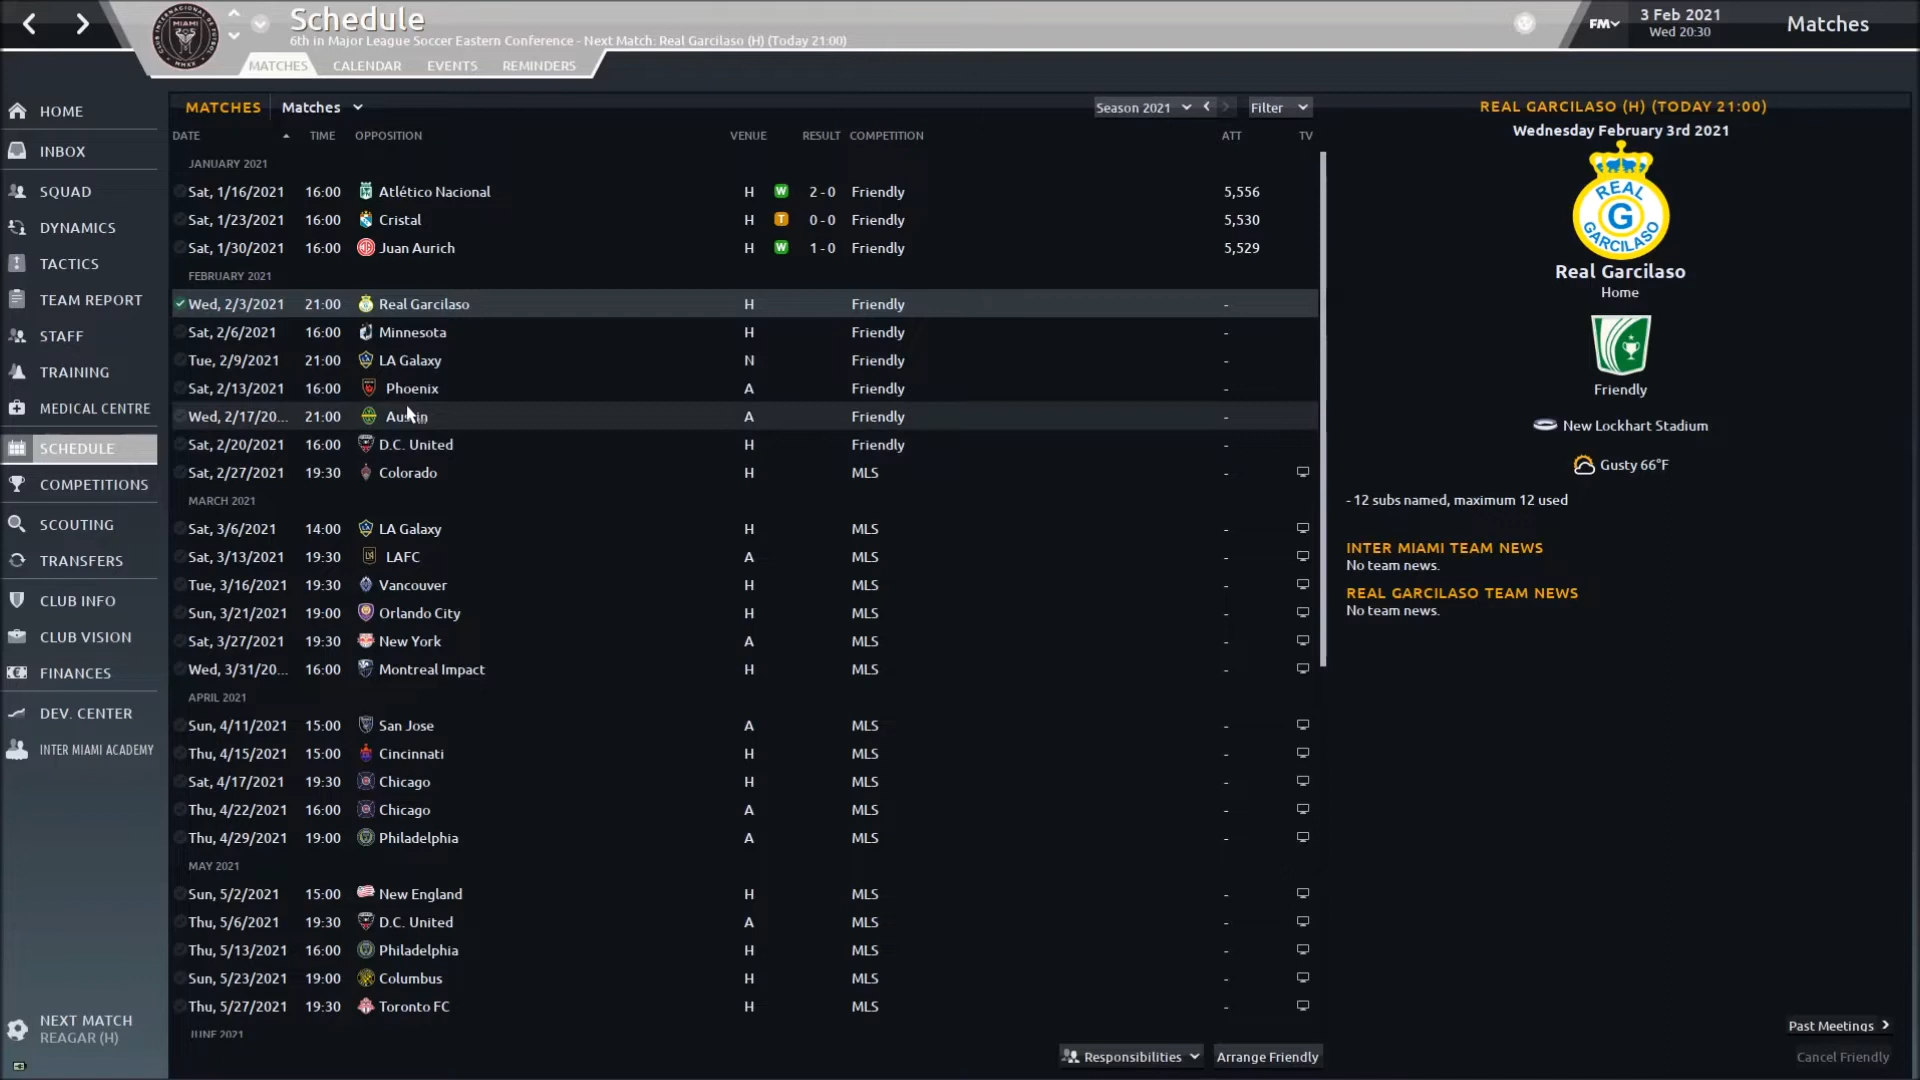 Schedule
6th in Major League Soccer Eastern Conference - Next Match: Real Garcilaso (H) (Today 21:00)
MATCHES CALENDAR EVENTS REMINDERS
FM
3 Feb 2021
Wed 20:30
Matches
MIAMI
HOME
INBOX
SQUAD
DYNAMICS
TACTICS
TEAM REPORT
STAFF
TRAINING
MEDICAL CENTRE
SCHEDULE
COMPETITIONS
SCOUTING
TRANSFERS
CLUB INFO
CLUB VISION
FINANCES
DEV. CENTER
INTER MIAMI ACADEMY
NEXT MATCH
REAGAR (H)
MATCHES Matches Season 2021 Filter
DATE TIME OPPOSITION VENUE RESULT COMPETITION ATT TV
JANUARY 2021
Sat, 1/16/2021 16:00 Atlético Nacional H W 2 - 0 Friendly 5,556
Sat, 1/23/2021 16:00 Cristal H T 0 - 0 Friendly 5,530
Sat, 1/30/2021 16:00 Juan Aurich H W 1 - 0 Friendly 5,529
FEBRUARY 2021
Wed, 2/3/2021 21:00 Real Garcilaso H Friendly -
Sat, 2/6/2021 16:00 Minnesota H Friendly -
Tue, 2/9/2021 21:00 LA Galaxy N Friendly -
Sat, 2/13/2021 16:00 Phoenix A Friendly -
Wed, 2/17/20... 21:00 Austin A Friendly -
Sat, 2/20/2021 16:00 D.C. United H Friendly -
Sat, 2/27/2021 19:30 Colorado H MLS -
MARCH 2021
Sat, 3/6/2021 14:00 LA Galaxy H MLS -
Sat, 3/13/2021 19:30 LAFC A MLS -
Tue, 3/16/2021 19:30 Vancouver H MLS -
Sun, 3/21/2021 19:00 Orlando City H MLS -
Sat, 3/27/2021 19:30 New York A MLS -
Wed, 3/31/20... 16:00 Montreal Impact H MLS -
APRIL 2021
Sun, 4/11/2021 15:00 San Jose A MLS -
Thu, 4/15/2021 15:00 Cincinnati H MLS -
Sat, 4/17/2021 19:30 Chicago H MLS -
Thu, 4/22/2021 16:00 Chicago A MLS -
Thu, 4/29/2021 19:00 Philadelphia A MLS -
MAY 2021
Sun, 5/2/2021 15:00 New England H MLS -
Thu, 5/6/2021 19:30 D.C. United A MLS -
Thu, 5/13/2021 16:00 Philadelphia H MLS -
Sun, 5/23/2021 19:00 Columbus H MLS -
Thu, 5/27/2021 19:30 Toronto FC H MLS -
JUNE 2021
Responsibilities Arrange Friendly
REAL GARCILASO (H) (TODAY 21:00)
Wednesday February 3rd 2021
REAL
G
GARCILASO
Real Garcilaso
Home
Friendly
New Lockhart Stadium
Gusty 66°F
- 12 subs named, maximum 12 used
INTER MIAMI TEAM NEWS
No team news.
REAL GARCILASO TEAM NEWS
No team news.
Past Meetings
Cancel Friendly